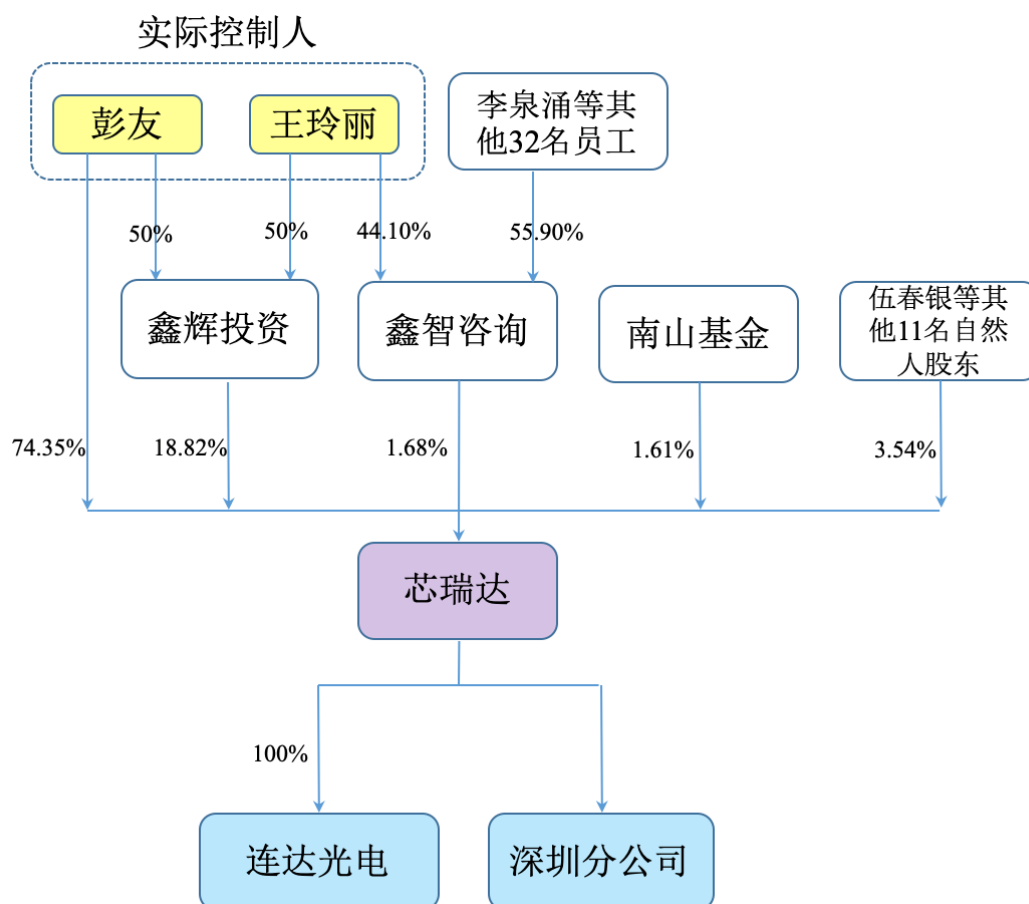 实际控制人
彭友
王玲丽
李泉涌等其
他32名员工
50%
50%
44.10%
55.90%
鑫辉投资
鑫智咨询
南山基金
伍春银等其
他11名自然
人股东
74.35%
18.82%
1.68%
1.61%
3.54%
芯瑞达
100%
连达光电
深圳分公司